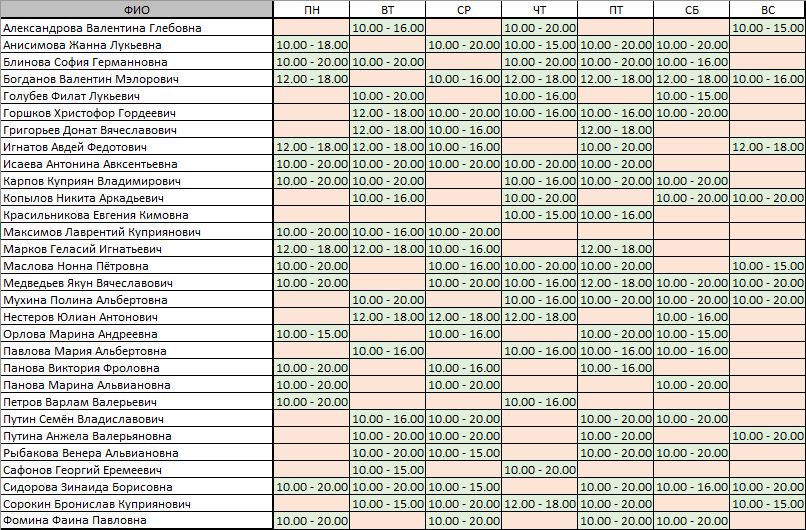 ФИО ПН ВТ СР ЧТ ПТ СБ ВС
Александрова Валентина Глебовна 10.00 - 16.00 10.00 - 20.00 10.00 - 15.00
Анисимова Жанна Лукьевна 10.00 - 18.00 10.00 - 20.00 10.00 - 15.00 10.00 - 20.00 10.00 - 20.00
Блинова София Германновна 10.00 - 20.00 10.00 - 20.00 10.00 - 20.00 10.00 - 20.00 10.00 - 16.00
Богданов Валентин Мэлорович 12.00 - 18.00 10.00 - 16.00 12.00 - 18.00 12.00 - 18.00 12.00 - 18.00 10.00 - 16.00
Голубев Филат Лукьевич 10.00 - 20.00 10.00 - 16.00 10.00 - 15.00
Горшков Христофор Гордеевич 12.00 - 18.00 10.00 - 20.00 10.00 - 16.00 10.00 - 16.00 10.00 - 20.00
Григорьев Донат Вячеславович 12.00 - 18.00 10.00 - 16.00 12.00 - 18.00
Игнатов Авдей Федотович 12.00 - 18.00 12.00 - 18.00 10.00 - 16.00 10.00 - 20.00 12.00 - 18.00
Исаева Антонина Авксентьевна 10.00 - 20.00 10.00 - 20.00 10.00 - 20.00 10.00 - 20.00 10.00 - 20.00
Карпов Куприян Владимирович 10.00 - 20.00 10.00 - 20.00 10.00 - 16.00 10.00 - 20.00 10.00 - 20.00
Копылов Никита Аркадьевич 10.00 - 16.00 10.00 - 20.00 10.00 - 20.00 10.00 - 20.00
Красильникова Евгения Кимовна 10.00 - 15.00 10.00 - 16.00
Максимов Лаврентий Куприянович 10.00 - 20.00 10.00 - 16.00 10.00 - 20.00
Марков Геласий Игнатьевич 12.00 - 18.00 12.00 - 18.00 10.00 - 16.00 12.00 - 18.00
Маслова Нонна Пётровна 10.00 - 20.00 10.00 - 16.00 10.00 - 20.00 10.00 - 20.00 10.00 - 15.00
Медведьев Якун Вячеславович 10.00 - 20.00 10.00 - 20.00 10.00 - 16.00 12.00 - 18.00 10.00 - 20.00 10.00 - 20.00
Мухина Полина Альбертовна 10.00 - 20.00 10.00 - 16.00 10.00 - 20.00 10.00 - 20.00 10.00 - 20.00
Нестеров Юлиан Антонович 12.00 - 18.00 12.00 - 18.00 12.00 - 18.00 10.00 - 16.00
Орлова Марина Андреевна 10.00 - 15.00 10.00 - 16.00 10.00 - 20.00 10.00 - 15.00
Павлова Мария Альбертовна 10.00 - 16.00 10.00 - 16.00 10.00 - 16.00 10.00 - 16.00
Панова Виктория Фроловна 10.00 - 20.00 10.00 - 16.00 10.00 - 16.00
Панова Марина Альвиановна 10.00 - 20.00 10.00 - 20.00 10.00 - 20.00
Петров Варлам Валерьевич 10.00 - 20.00 10.00 - 16.00
Путин Семён Владиславович 10.00 - 16.00 10.00 - 20.00 10.00 - 20.00 10.00 - 20.00
Путина Анжела Валерьяновна 10.00 - 20.00 10.00 - 20.00 10.00 - 20.00 10.00 - 20.00
Рыбакова Венера Альвиановна 10.00 - 20.00 10.00 - 15.00 10.00 - 20.00 10.00 - 20.00
Сафонов Георгий Еремеевич 10.00 - 15.00 10.00 - 20.00
Сидорова Зинаида Борисовна 10.00 - 20.00 10.00 - 20.00 10.00 - 15.00 10.00 - 20.00 10.00 - 16.00 10.00 - 20.00
Сорокин Бронислав Куприянович 10.00 - 15.00 10.00 - 20.00 12.00 - 18.00 10.00 - 20.00 10.00 - 15.00
Фомина Фаина Павловна 10.00 - 20.00 10.00 - 20.00 10.00 - 20.00 10.00 - 20.00